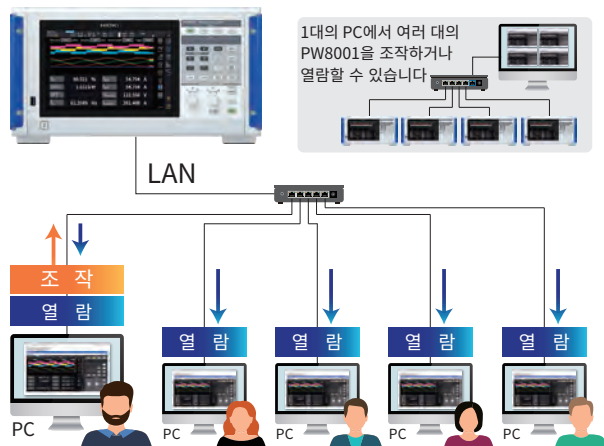 HIOKI
1대의 PC에서 여러 대의
PW8001을 조작하거나
열람할 수 있습니다
LAN
조 작
열 람
열 람
열 람
열 람
열 람
PC
PC
PC
PC
PC